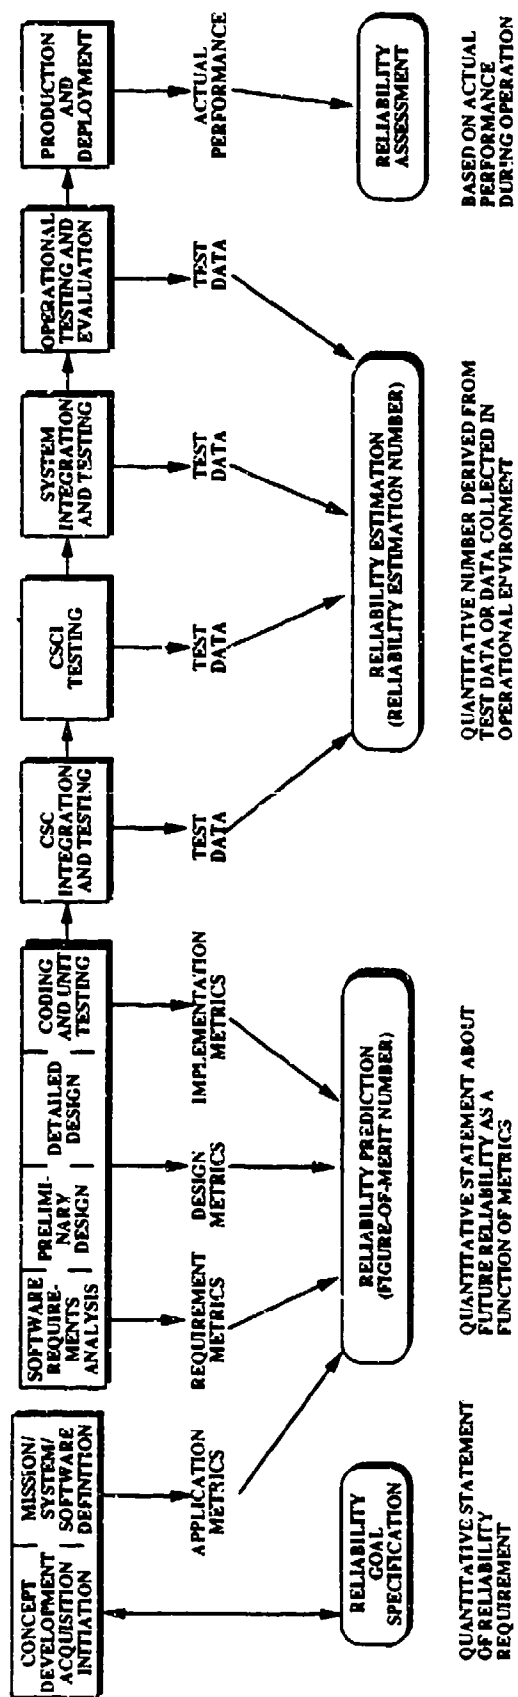 CONCEPT
DEVELOPMENT
ACQUISITION
INITIATION
MISSION/
SYSTEM/
SOFTWARE
DEFINITION
SOFTWARE
REQUIRE-
MENTS
ANALYSIS
PRELIMI-
NARY
DESIGN
DETAILED
DESIGN
CODING
AND UNIT
TESTING
CSC
INTEGRATION
AND TESTING
CSCI
TESTING
SYSTEM
INTEGRATION
AND TESTING
OPERATIONAL
TESTING AND
EVALUATION
PRODUCTION
AND
DEPLOYMENT
APPLICATION
METRICS
REQUIREMENT
METRICS
DESIGN
METRICS
IMPLEMENTATION
METRICS
TEST
DATA
TEST
DATA
TEST
DATA
TEST
DATA
ACTUAL
PERFORMANCE
RELIABILITY
GOAL
SPECIFICATION
RELIABILITY PREDICTION
(FIGURE-OF-MERIT NUMBER)
RELIABILITY ESTIMATION
(RELIABILITY ESTIMATION NUMBER)
RELIABILITY
ASSESSMENT
QUANTITATIVE STATEMENT
OF RELIABILITY
REQUIREMENT
QUANTITATIVE STATEMENT ABOUT
FUTURE RELIABILITY AS A
FUNCTION OF METRICS
QUANTITATIVE NUMBER DERIVED FROM
TEST DATA OR DATA COLLECTED IN
OPERATIONAL ENVIRONMENT
BASED ON ACTUAL
PERFORMANCE
DURING OPERATION